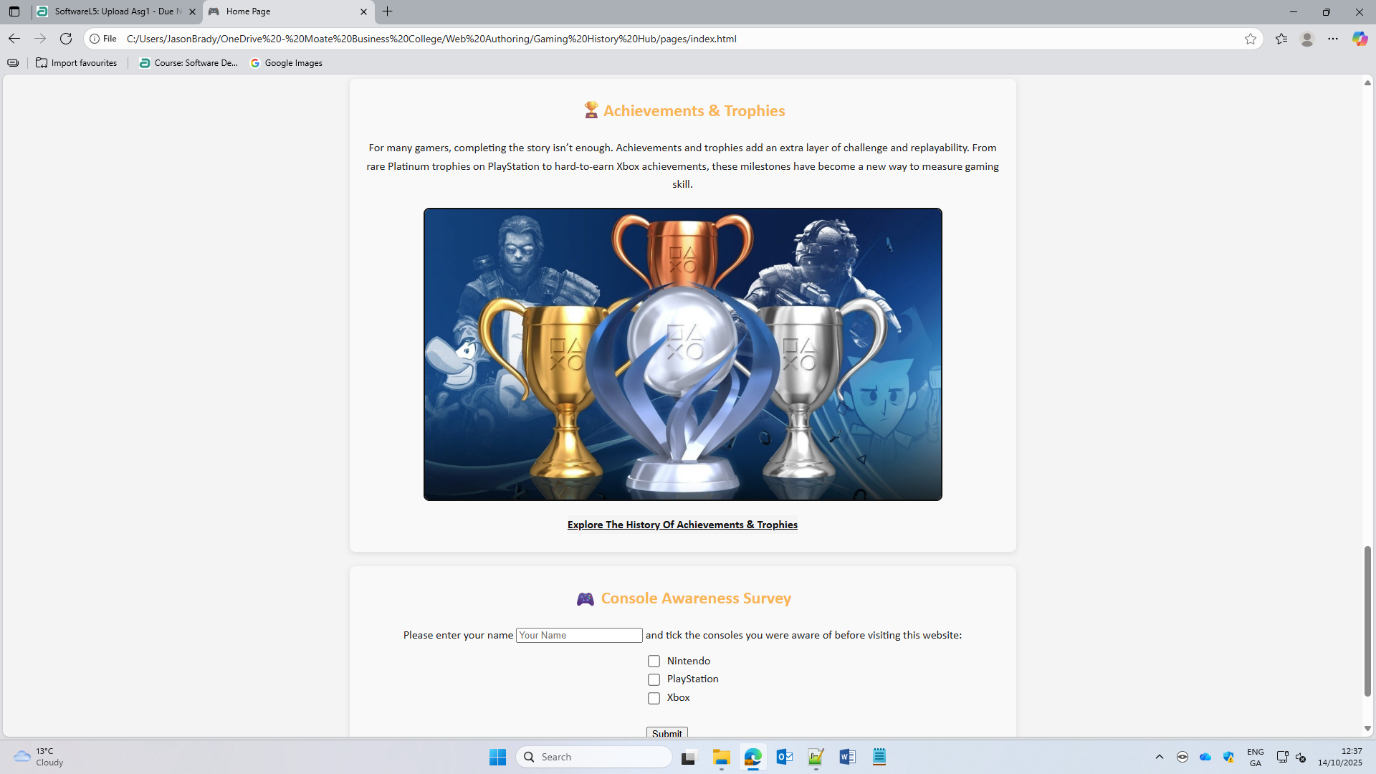 SoftwareL5: Upload Asg1 - Due N
Home Page
File
C:/Users/JasonBrady/OneDrive%20-%20Moate%20Business%20College/Web%20Authoring/Gaming%20History%20Hub/pages/index.html
Import favourites
Course: Software De...
Google Images
Achievements & Trophies
For many gamers, completing the story isn’t enough. Achievements and trophies add an extra layer of challenge and replayability. From
rare Platinum trophies on PlayStation to hard-to-earn Xbox achievements, these milestones have become a new way to measure gaming
skill.
Explore The History Of Achievements & Trophies
Console Awareness Survey
Please enter your name Your Name and tick the consoles you were aware of before visiting this website:
Nintendo
PlayStation
Xbox
Submit
13°C
Cloudy
Search
ENG
GA
12:37
14/10/2025